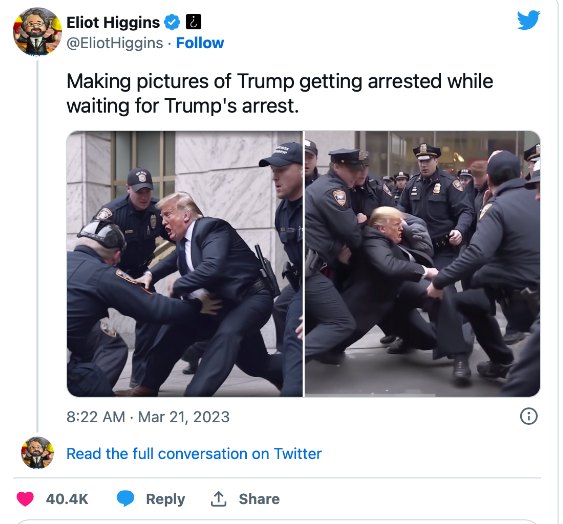 Eliot Higgins
@EliotHiggins · Follow
Making pictures of Trump getting arrested while
waiting for Trump's arrest.
8:22 AM · Mar 21, 2023
Read the full conversation on Twitter
40.4K Reply Share